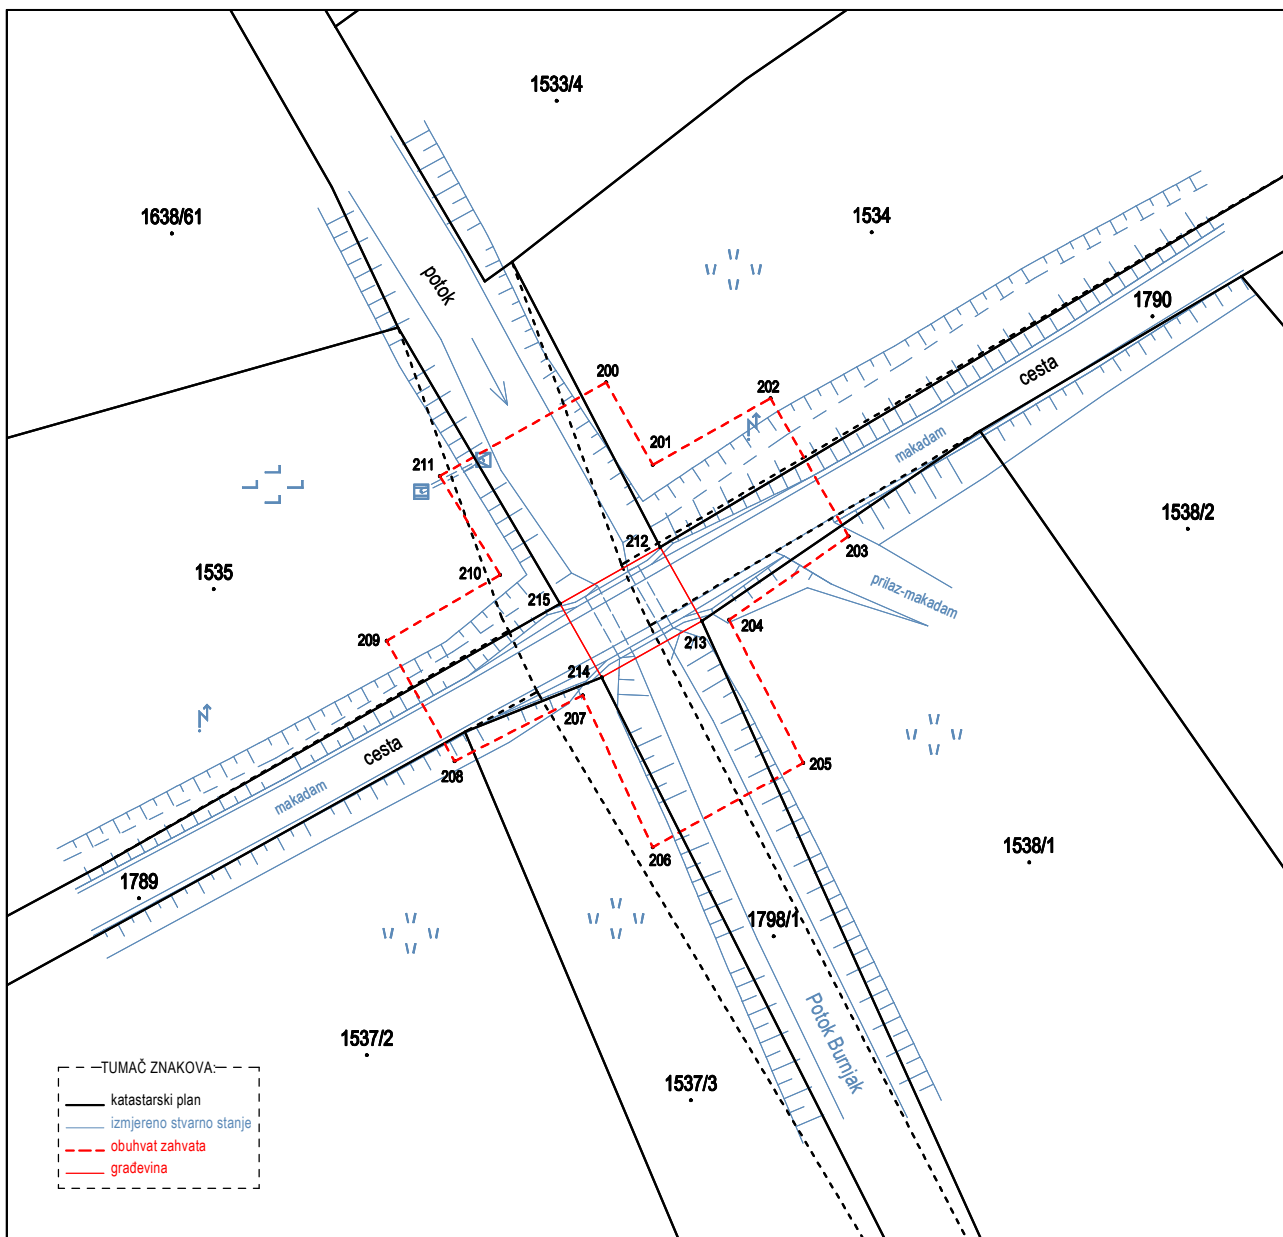 1533/4
1638/61
1534
potok
1790
cesta
200
202
makadam
201
211
1538/2
203
212
210
1535
prilaz-makadam
215
204
209
213
214
207
cesta
208
205
makadam
206
1538/1
1789
1798/1
Potok Burnjak
1537/2
1537/3
TUMAČ ZNAKOVA:
katastarski plan
izmjereno stvarno stanje
obuhvat zahvata
građevina